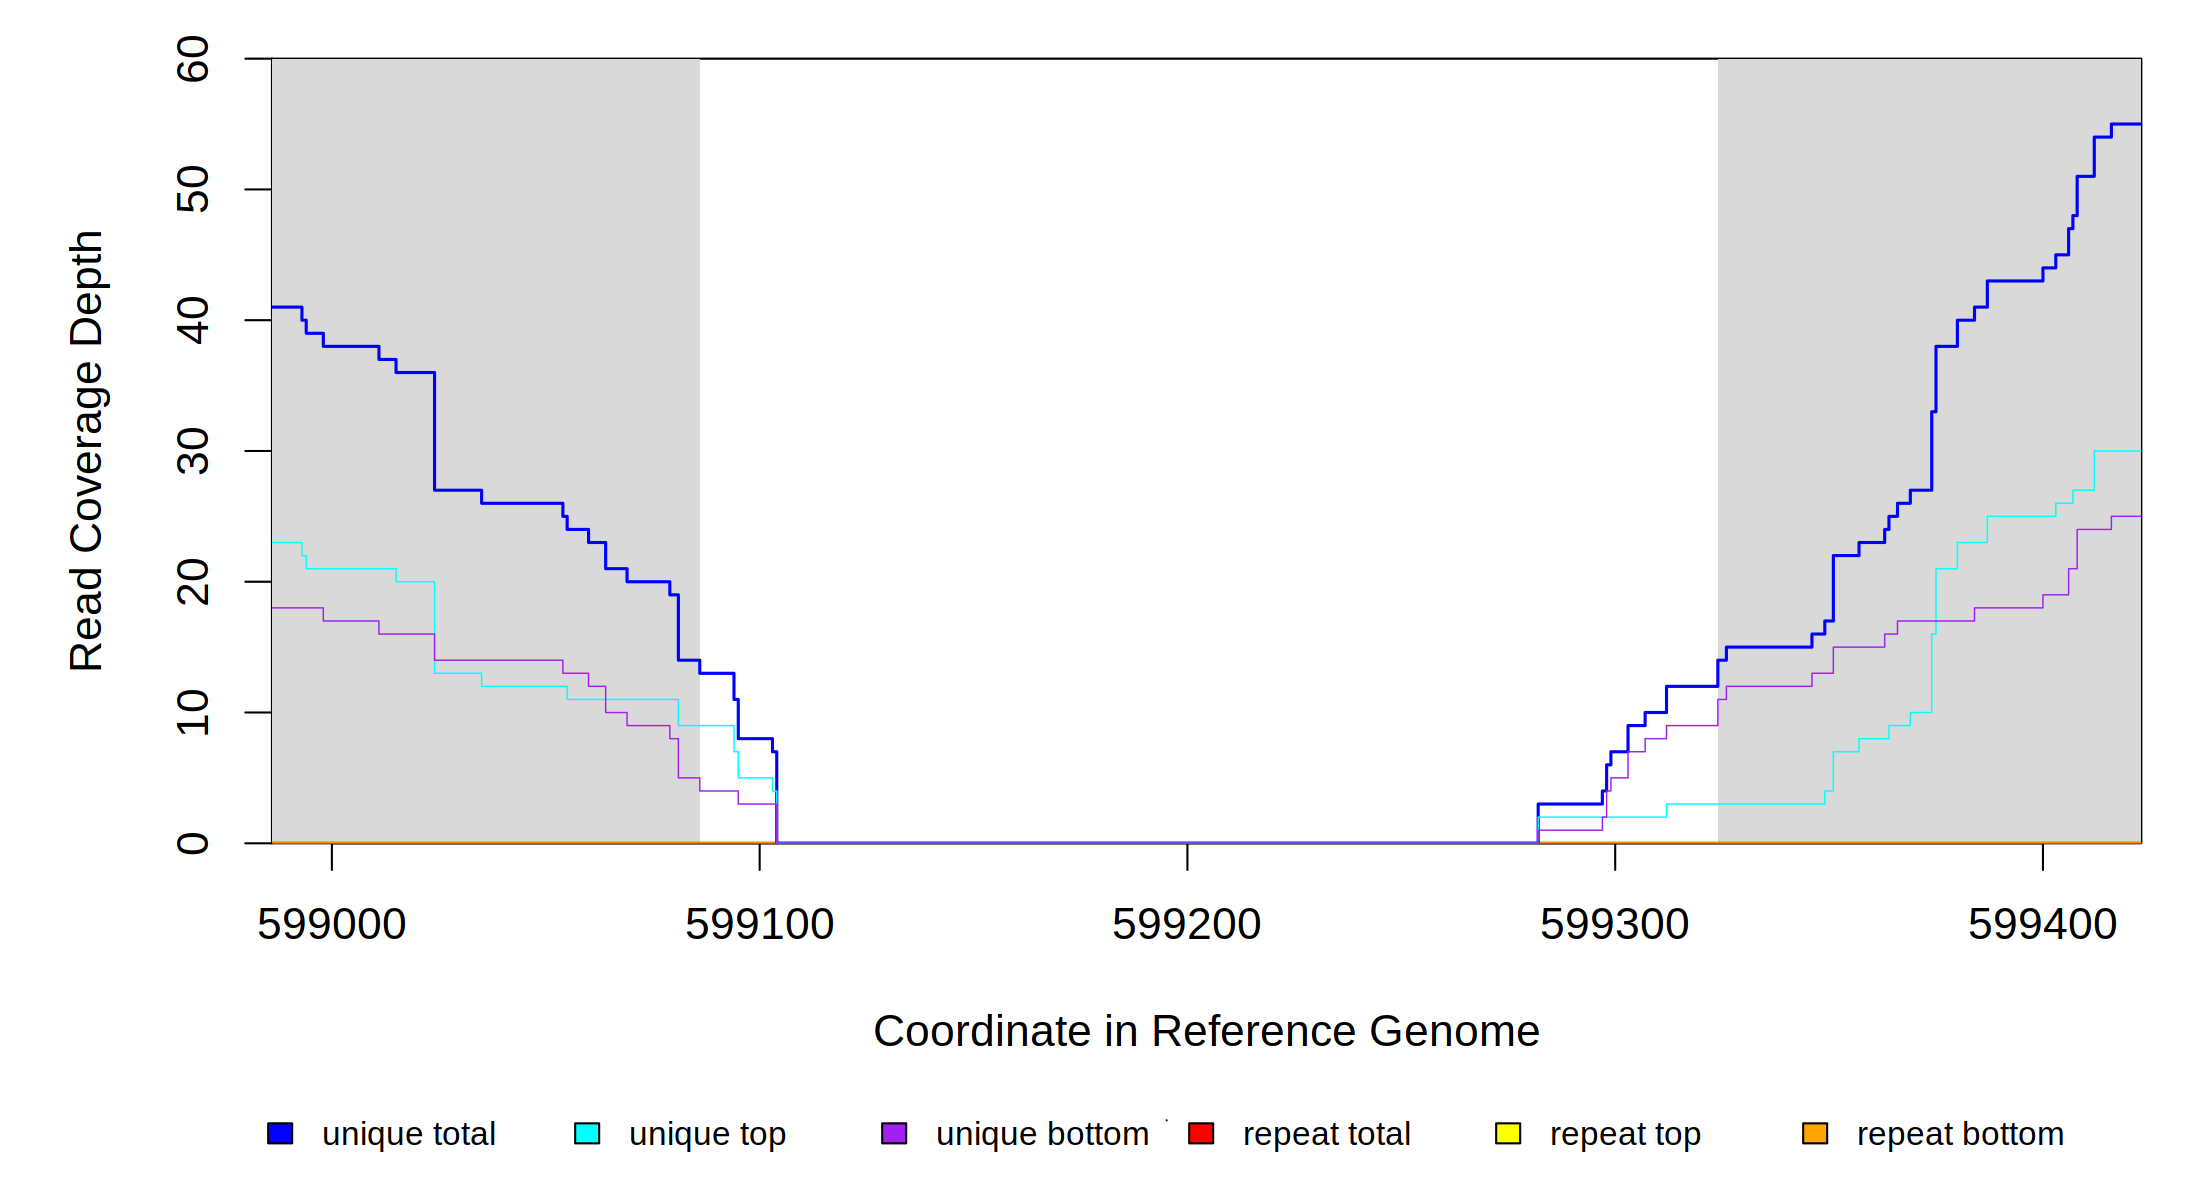 60
50
40
30
20
10
0
Read Coverage Depth
599000 599100 599200 599300 599400
Coordinate in Reference Genome
unique total unique top unique bottom repeat total repeat top repeat bottom